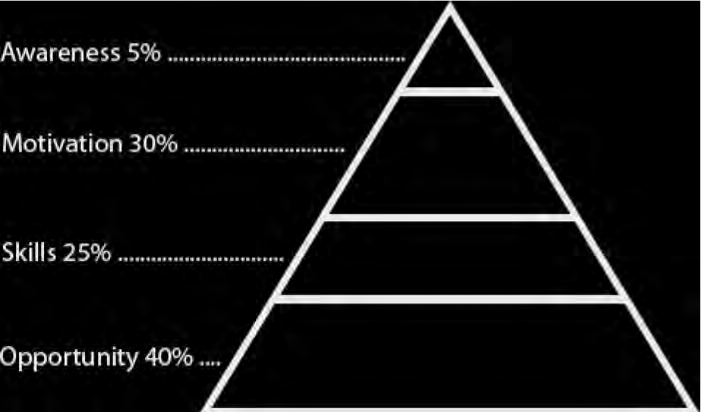 Awareness 5% ..........................................
Motivation 30% .............................
Skills 25% ..............................
Opportunity 40% ....